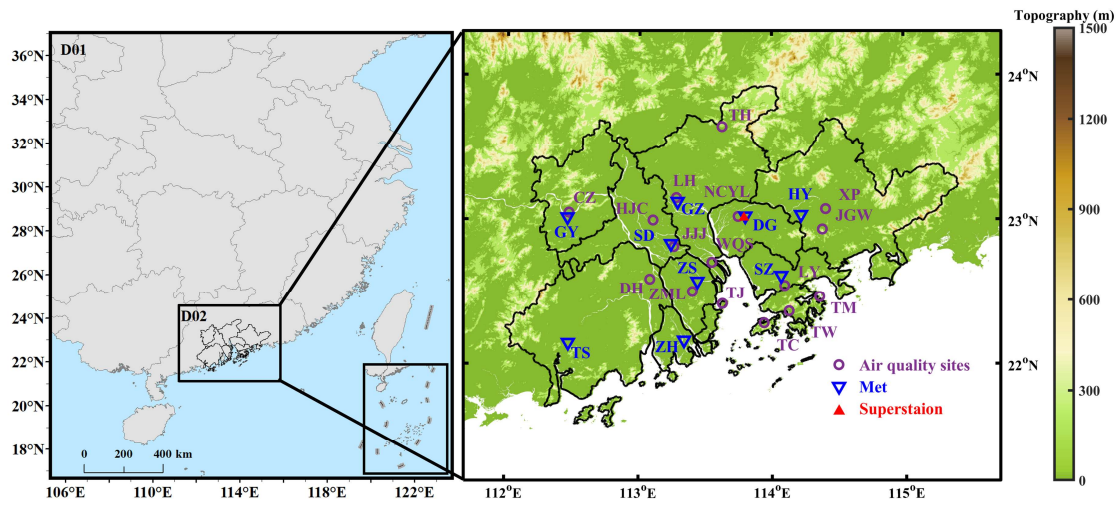 Topography (m)
D01
36°N
34°N
32°N
30°N
28°N
26°N
24°N
22°N
20°N
18°N
D02
0 200 400 km
106°E 110°E 114°E 118°E 122°E
24°N
23°N
22°N
112°E 113°E 114°E 115°E
TH
LH
NCYL
HY
XP
CZ
HJC
GZ
JGW
GY
SD
JJJ
DG
WQS
ZS
SZ
LY
DH
ZML
TJ
TM
TW
TS
ZH
TC
Air quality sites
Met
Superstaion
1500
1200
900
600
300
0